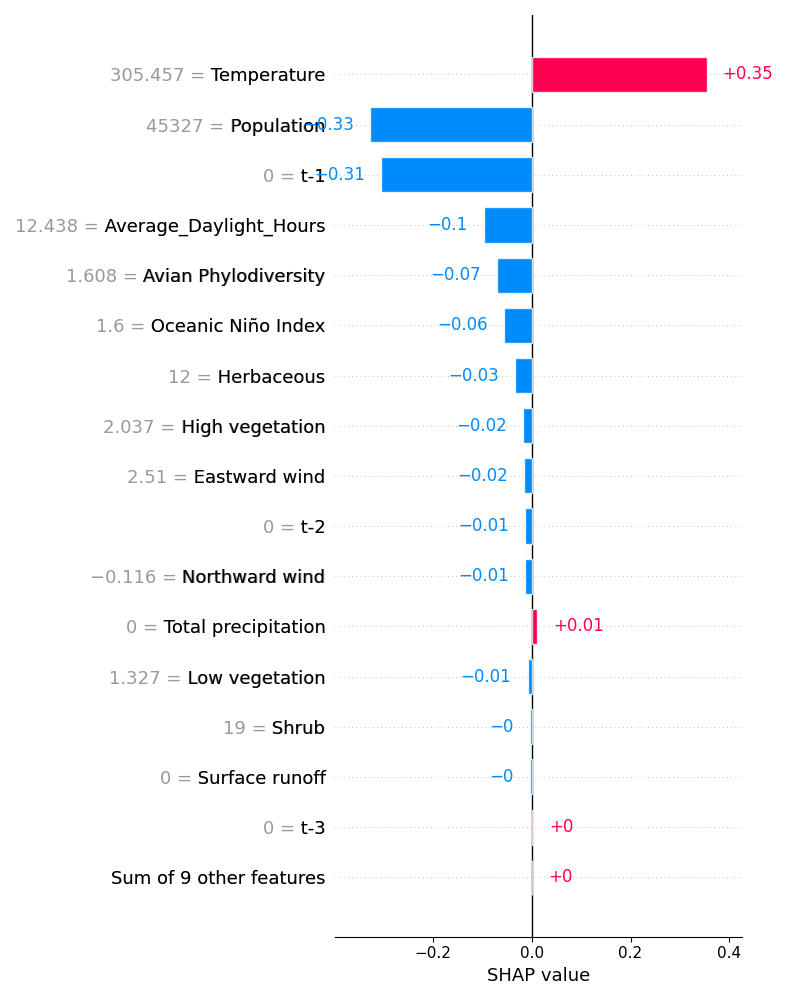 305.457 = Temperature +0.35
45327 = Population −0.33
0 = t-1 −0.31
12.438 = Average_Daylight_Hours −0.1
1.608 = Avian Phylodiversity −0.07
1.6 = Oceanic Niño Index −0.06
12 = Herbaceous −0.03
2.037 = High vegetation −0.02
2.51 = Eastward wind −0.02
0 = t-2 −0.01
−0.116 = Northward wind −0.01
0 = Total precipitation +0.01
1.327 = Low vegetation −0.01
19 = Shrub −0
0 = Surface runoff −0
0 = t-3 +0
Sum of 9 other features +0
−0.2 0.0 0.2 0.4
SHAP value